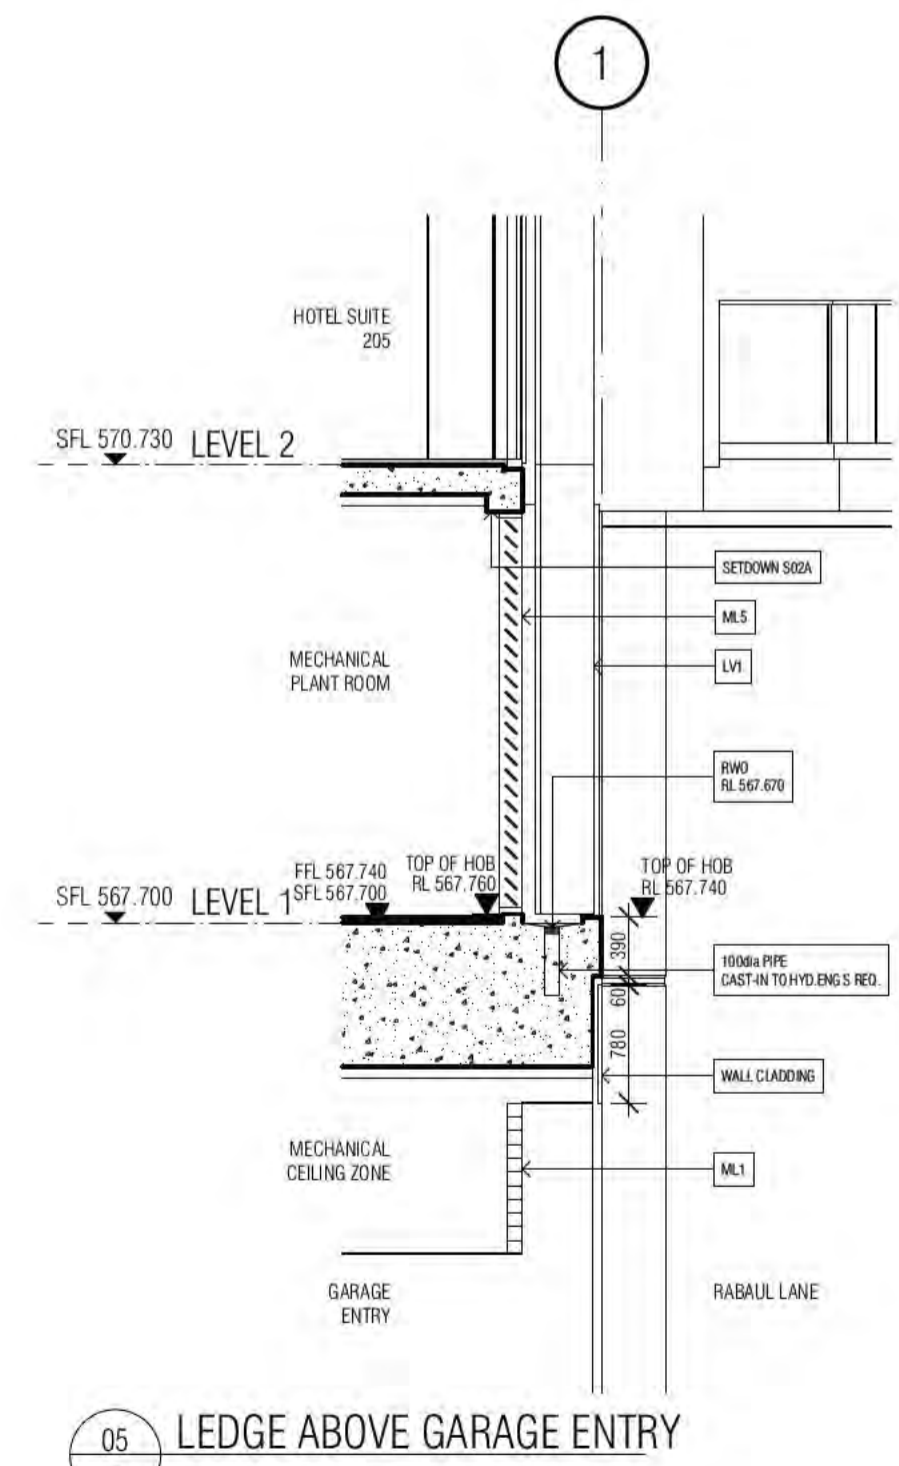 1
HOTEL SUITE
205
SFL 570.730 LEVEL 2
SETDOWN S02A
ML5
MECHANICAL
PLANT ROOM
LV1
RWO
RL 567.670
SFL 567.700 LEVEL 1
FFL 567.740
SFL 567.700
TOP OF HOB
RL 567.760
TOP OF HOB
RL 567.740
390
60
780
100dia PIPE
CAST-IN TO HYD.ENG'S REQ.
WALL CLADDING
MECHANICAL
CEILING ZONE
ML1
GARAGE
ENTRY
RABAUL LANE
05 LEDGE ABOVE GARAGE ENTRY